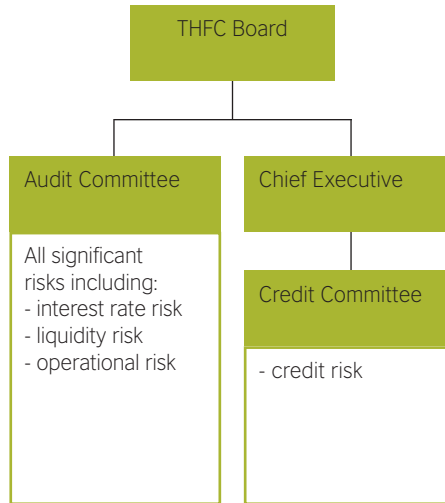 THFC Board
Audit Committee
All significant
risks including:
- interest rate risk
- liquidity risk
- operational risk
Chief Executive
Credit Committee
- credit risk